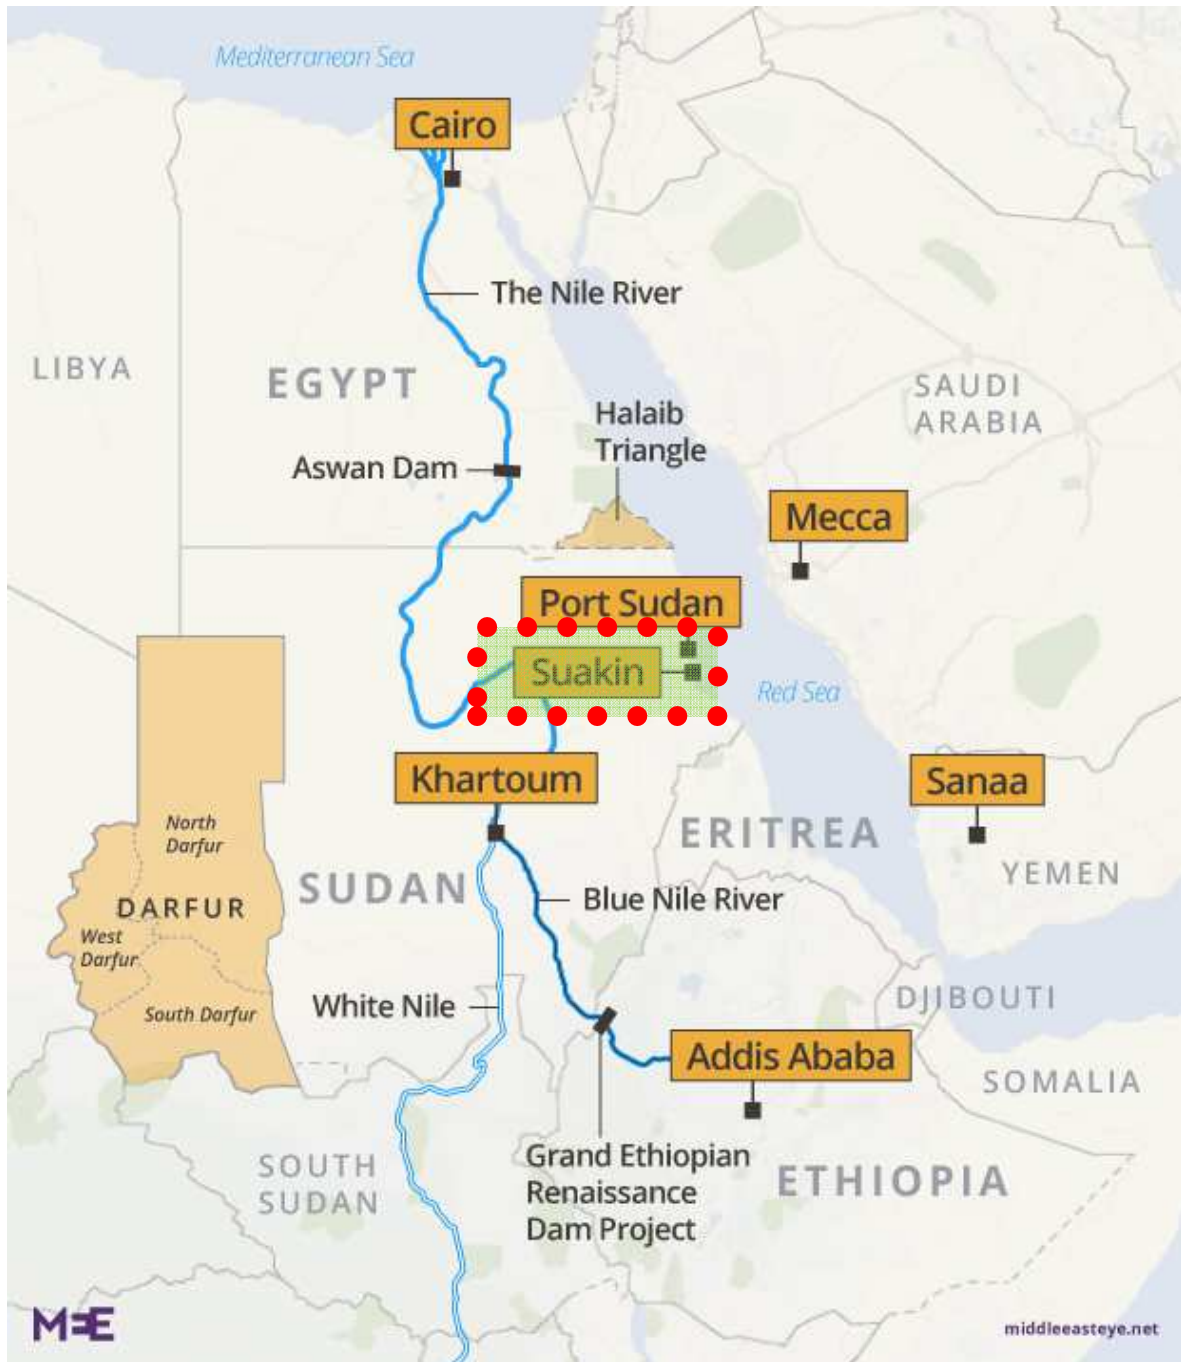 Mediterranean Sea
Cairo
The Nile River
LIBYA
EGYPT
SAUDI
ARABIA
Halaib
Triangle
Aswan Dam
Mecca
Port Sudan
Suakin
Red Sea
Khartoum
Sanaa
North
Darfur
ERITREA
YEMEN
SUDAN
Blue Nile River
DARFUR
West
Darfur
South Darfur
White Nile
DJIBOUTI
Addis Ababa
SOMALIA
Grand Ethiopian
Renaissance
Dam Project
SOUTH
SUDAN
ETHIOPIA
MEE
middleeasteye.net